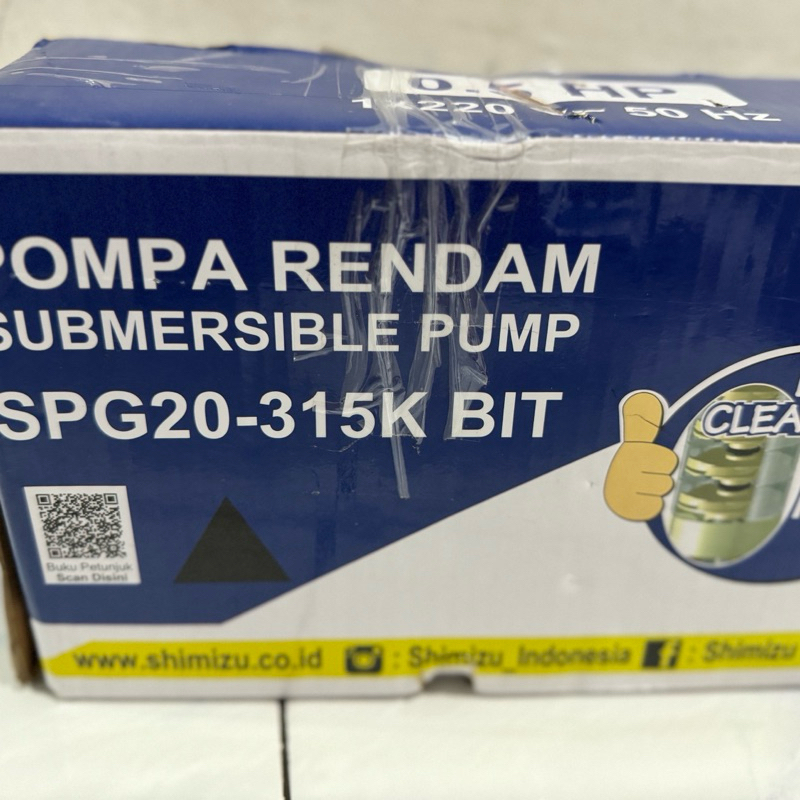 HP
1 x 220 ~ 50 Hz
POMPA RENDAM
SUBMERSIBLE PUMP
SPG20-315K BIT
CLEA
Buku Petunjuk
Scan Disini
www.shimizu.co.id : Shimizu_Indonesia : Shimizu